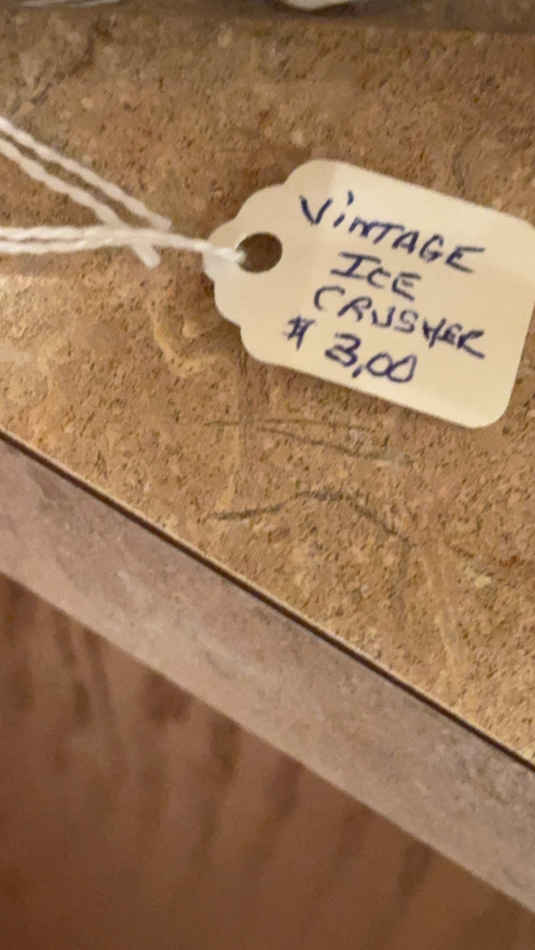 ViNTAGE
ICE
CRUSHER
$ 3,00